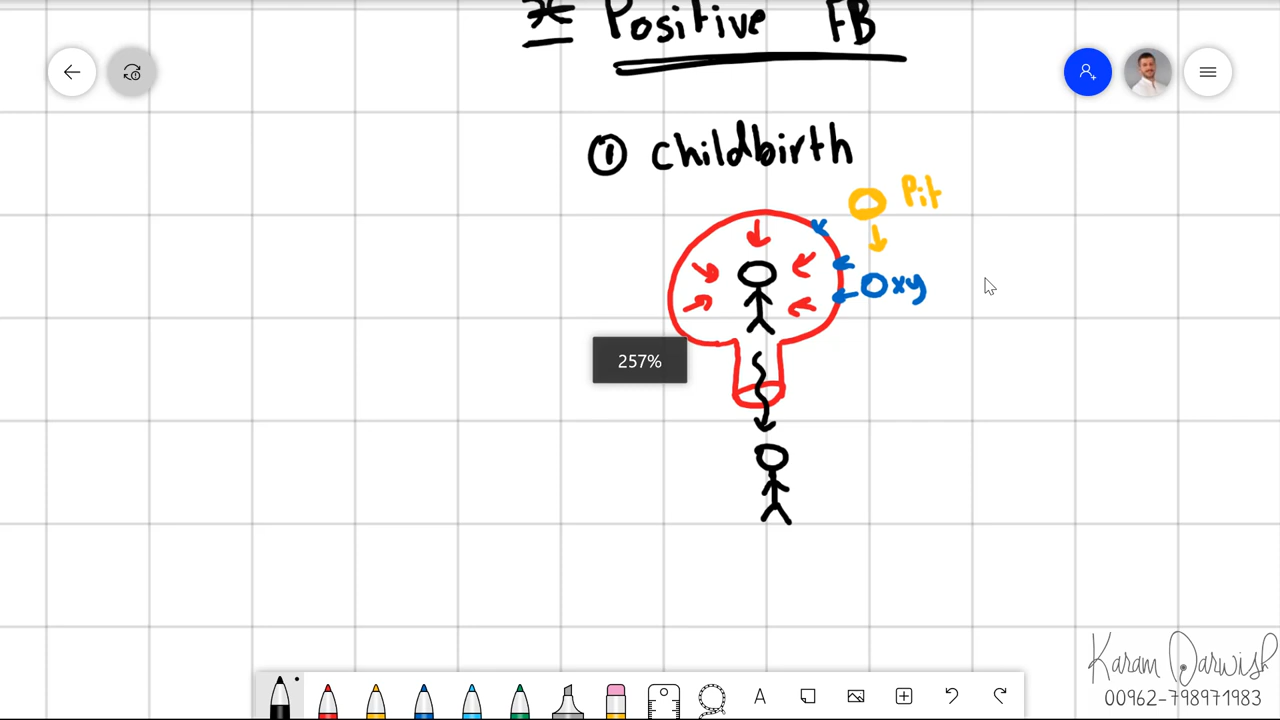 * Positive FB
① childbirth
Pit
Oxy
257%
A
Karam Darwish
00962-798971983